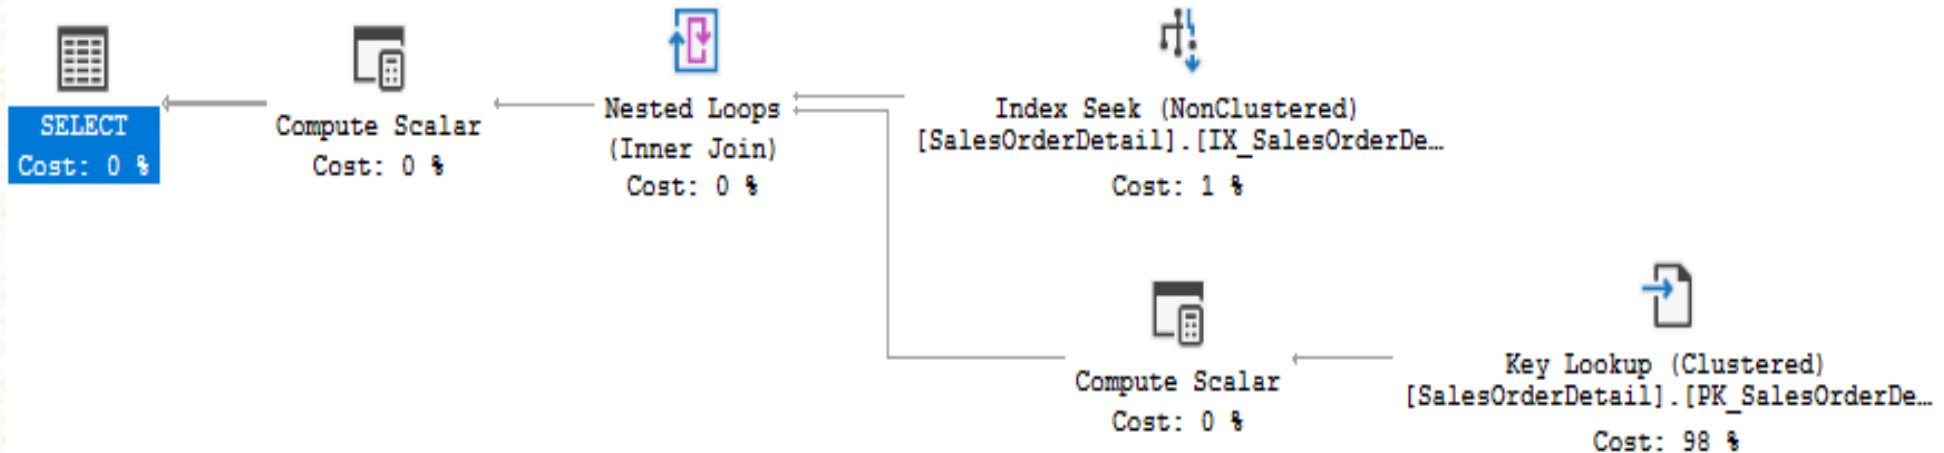 SELECT
Cost: 0 %
Compute Scalar
Cost: 0 %
Nested Loops
(Inner Join)
Cost: 0 %
Index Seek (NonClustered)
[SalesOrderDetail].[IX_SalesOrderDe…
Cost: 1 %
Compute Scalar
Cost: 0 %
Key Lookup (Clustered)
[SalesOrderDetail].[PK_SalesOrderDe…
Cost: 98 %